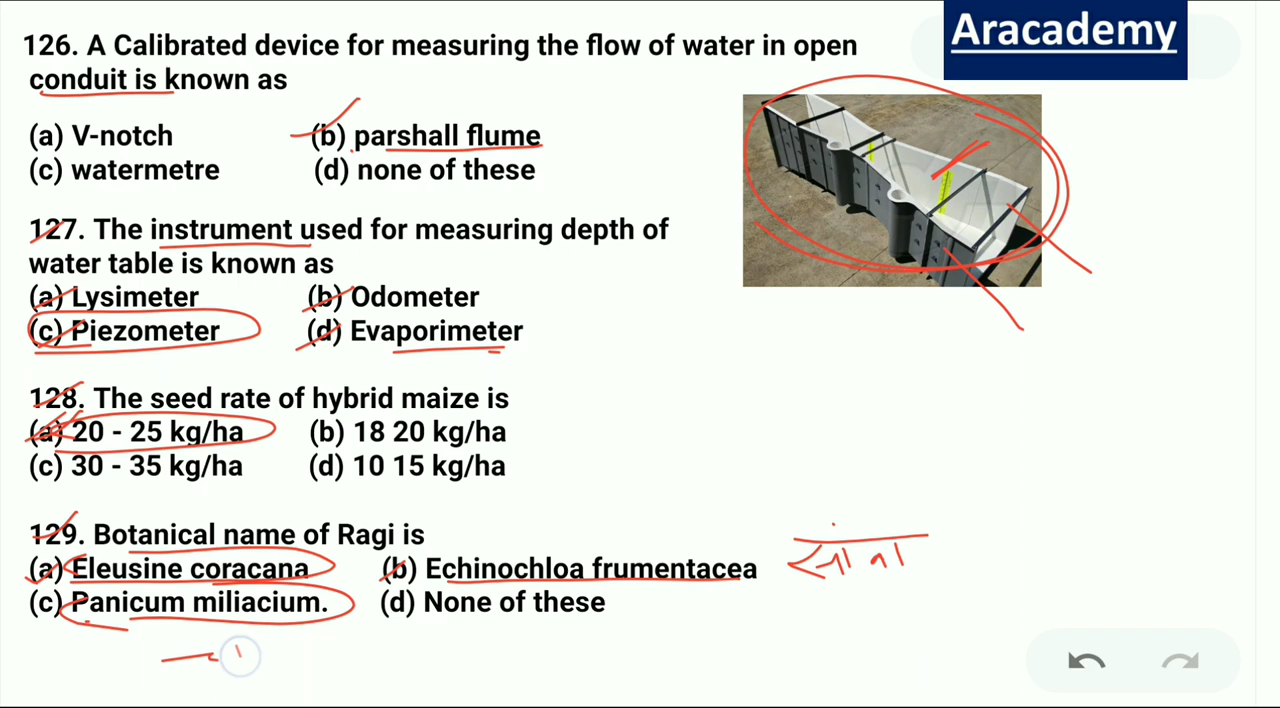 Aracademy
126. A Calibrated device for measuring the flow of water in open
conduit is known as
(a) V-notch (b) parshall flume
(c) watermetre (d) none of these
127. The instrument used for measuring depth of
water table is known as
(a) Lysimeter (b) Odometer
(c) Piezometer (d) Evaporimeter
128. The seed rate of hybrid maize is
(a) 20 - 25 kg/ha (b) 18 20 kg/ha
(c) 30 - 35 kg/ha (d) 10 15 kg/ha
129. Botanical name of Ragi is
(a) Eleusine coracana (b) Echinochloa frumentacea
(c) Panicum miliacium. (d) None of these